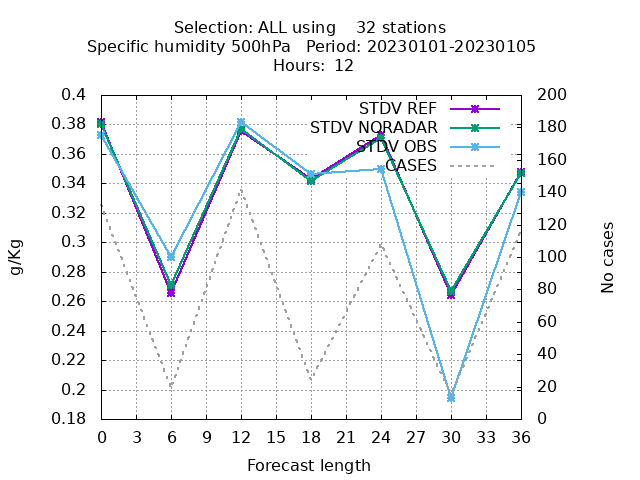 Selection: ALL using    32 stations
Specific humidity 500hPa   Period: 20230101-20230105
Hours:  12
STDV REF
STDV NORADAR
STDV OBS
CASES
0.4
0.38
0.36
0.34
0.32
0.3
0.28
0.26
0.24
0.22
0.2
0.18
200
180
160
140
120
100
80
60
40
20
0
g/Kg
No cases
0 3 6 9 12 15 18 21 24 27 30 33 36
Forecast length